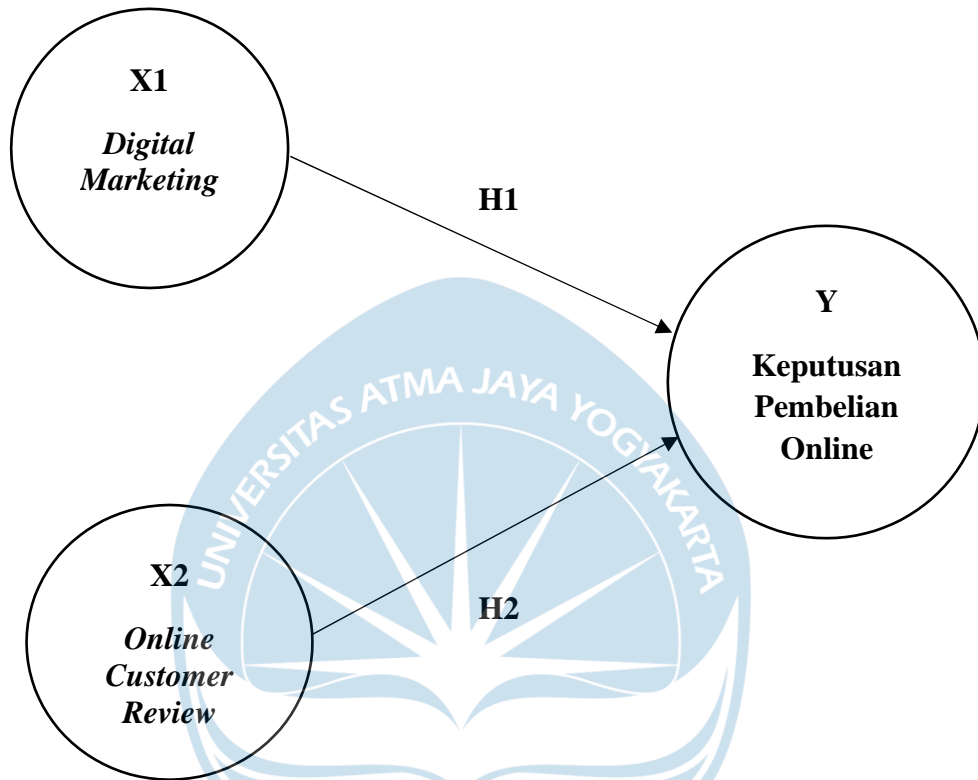 X1
Digital
Marketing
H1
Y
Keputusan
Pembelian
Online
UNIVERSITAS ATMA JAYA YOGYAKARTA
X2
Online
Customer
Review
H2